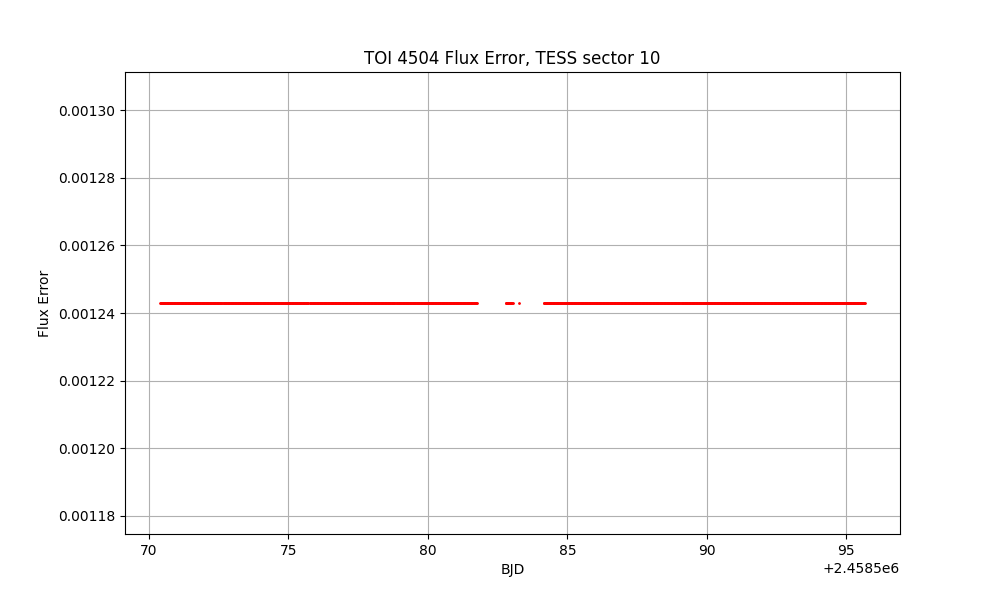 TOI 4504 Flux Error, TESS sector 10
Flux Error
0.00130
0.00128
0.00126
0.00124
0.00122
0.00120
0.00118
70 75 80 85 90 95
BJD
+2.4585e6